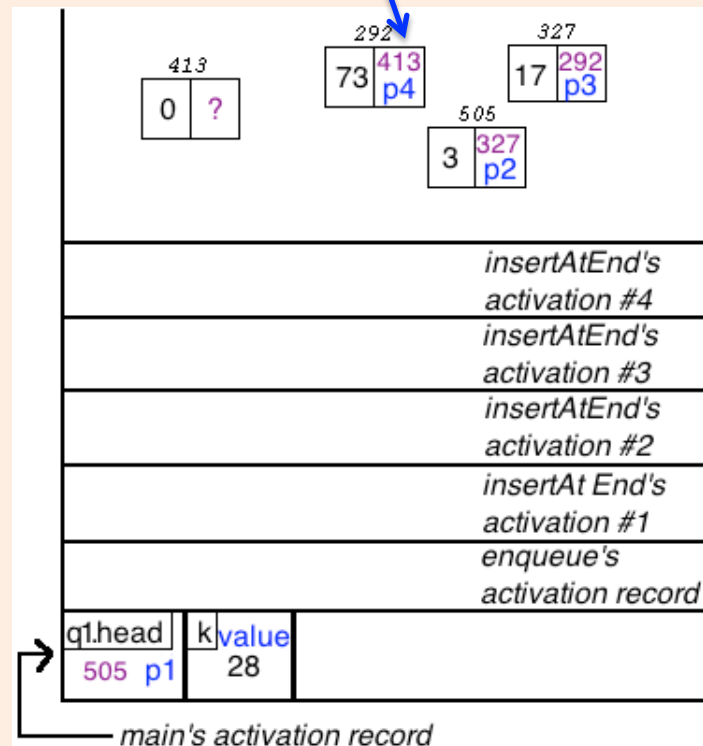 292
327
413
73
413
p4
17
292
p3
0
?
505
3
327
p2
insertAtEnd's
activation #4
insertAtEnd's
activation #3
insertAtEnd's
activation #2
insertAt End's
activation #1
enqueue's
activation record
q1.head
k
value
505 p1
28
main's activation record